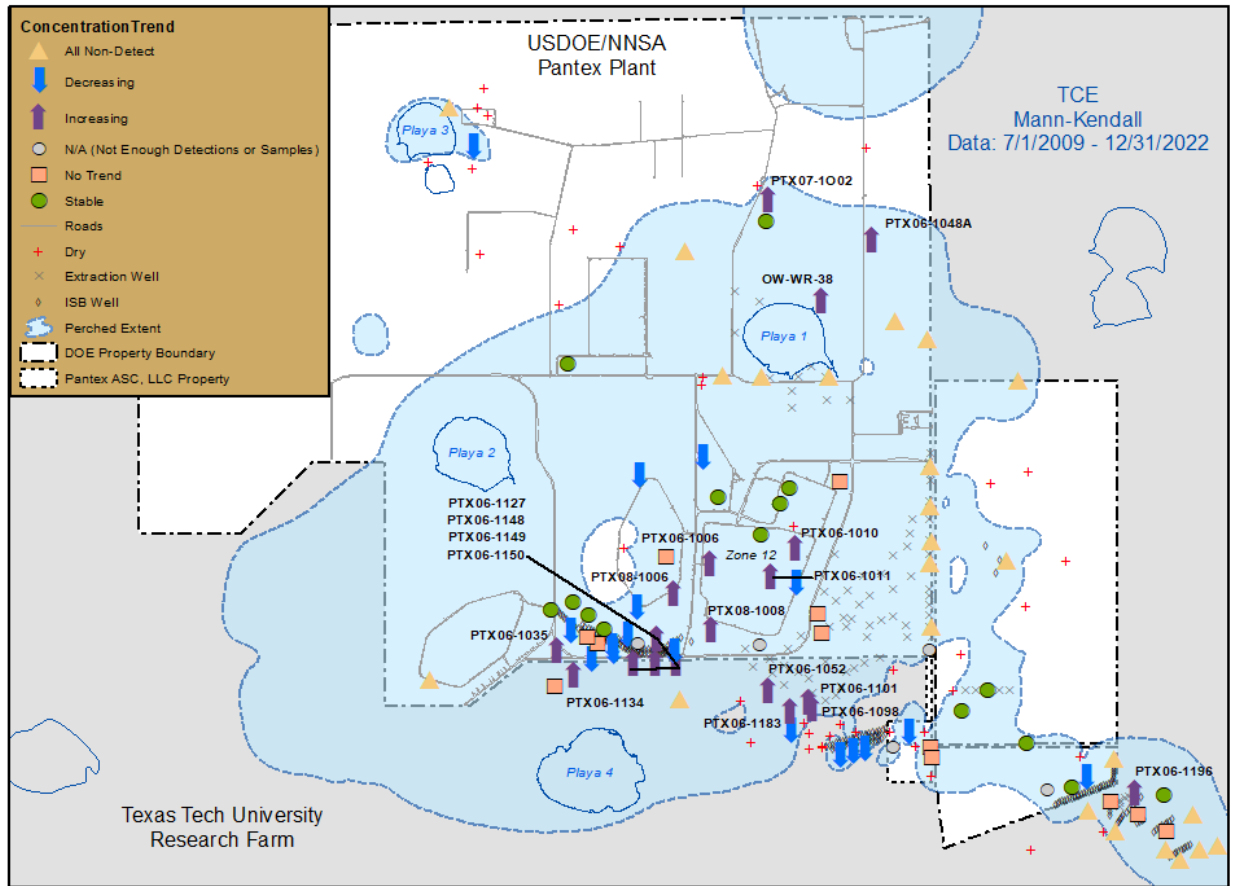 ConcentrationTrend
All Non-Detect
Decreasing
Increasing
N/A (Not Enough Detections or Samples)
No Trend
Stable
Roads
Dry
Extraction Well
ISB Well
Perched Extent
DOE Property Boundary
Pantex ASC, LLC Property
USDOE/NNSA
Pantex Plant
TCE
Mann-Kendall
Data: 7/1/2009 - 12/31/2022
Playa 3
PTX07-1O02
PTX06-1048A
OW-WR-38
Playa 1
Playa 2
PTX06-1127
PTX06-1148
PTX06-1149
PTX06-1150
PTX06-1006
PTX06-1010
Zone 12
PTX08-1006
PTX06-1011
PTX08-1008
PTX06-1035
PTX06-1052
PTX06-1134
PTX06-1101
PTX06-1098
PTX06-1183
Playa 4
PTX06-1196
Texas Tech University
Research Farm